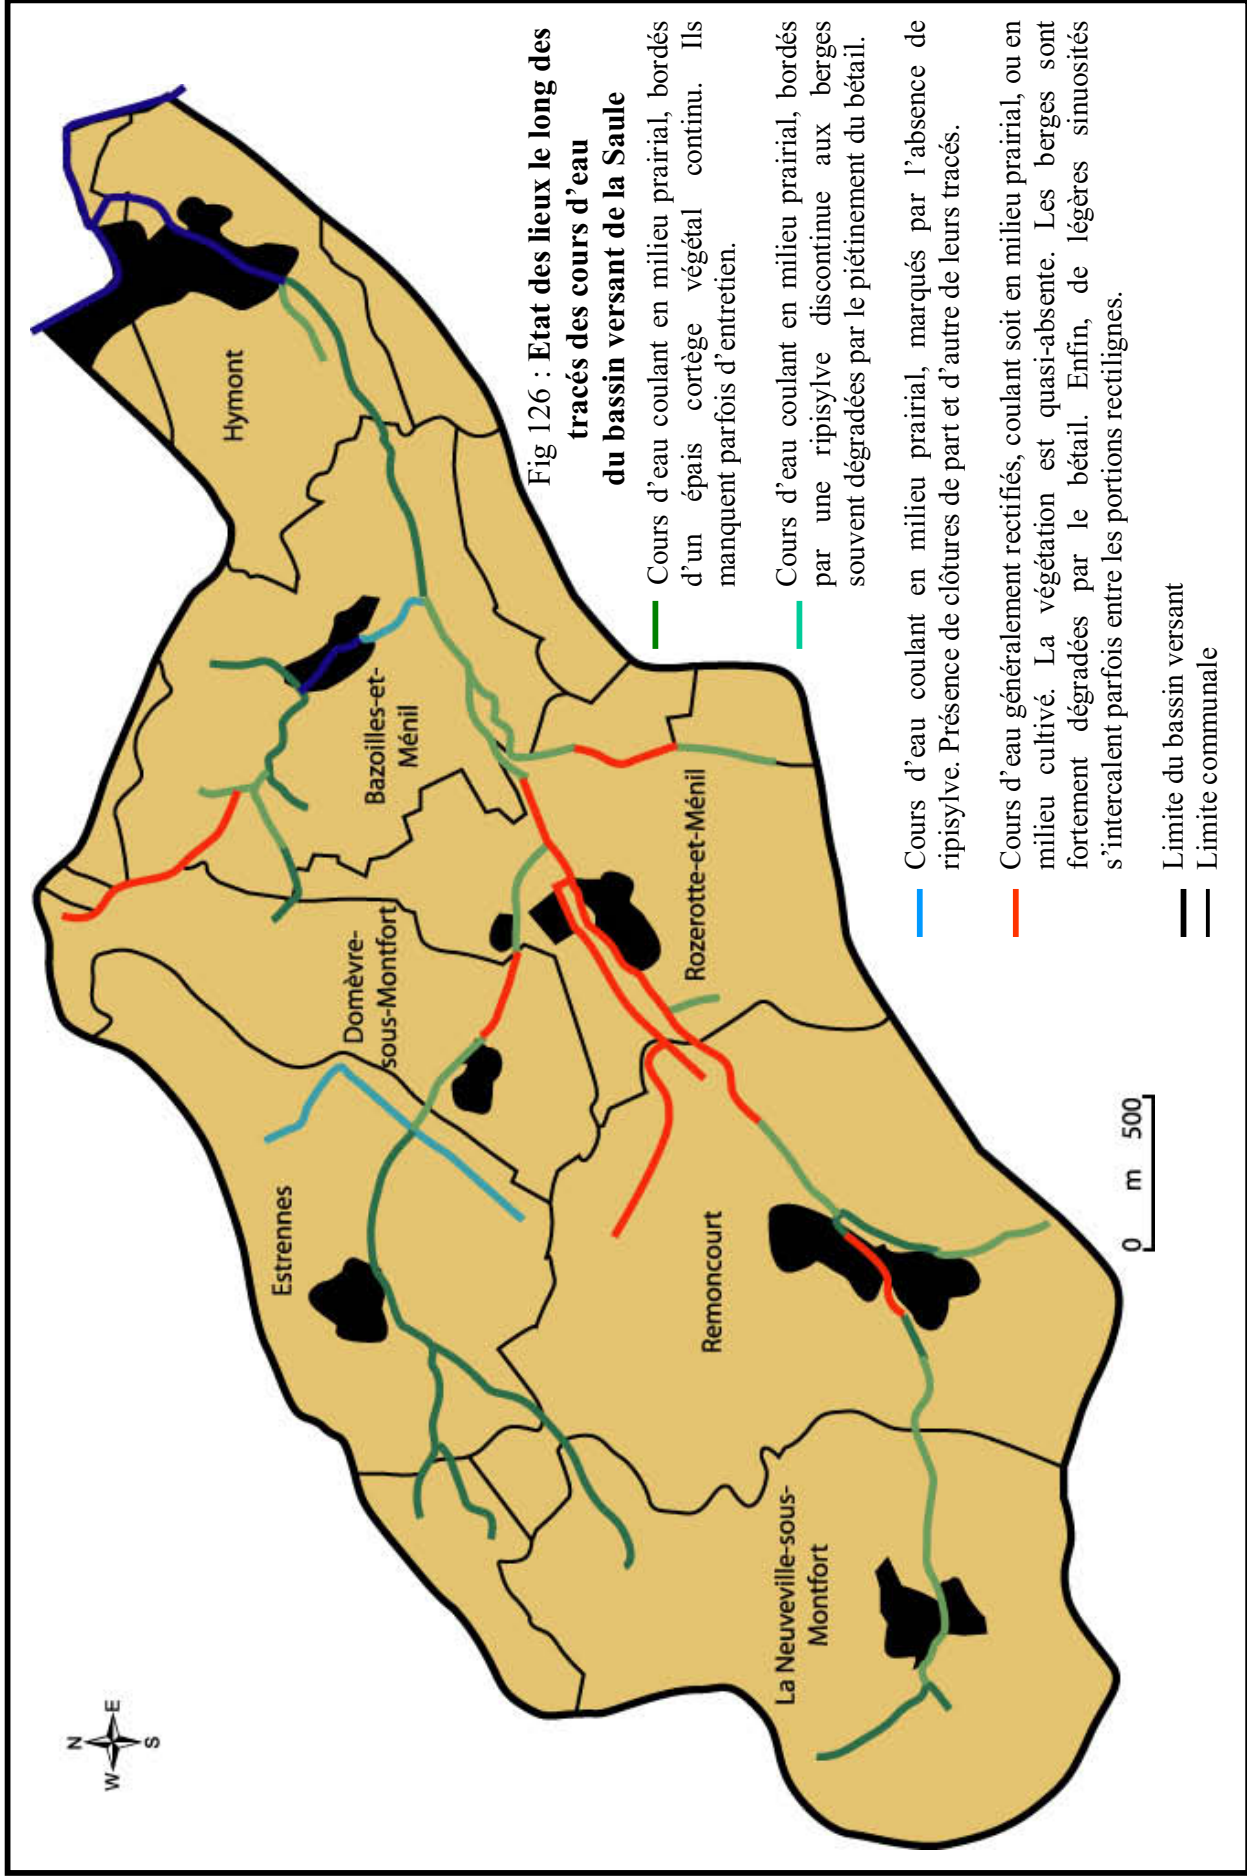 Fig 126 : Etat des lieux le long des
tracés des cours d'eau
du bassin versant de la Saule
Cours d'eau coulant en milieu prairial, bordés
d'un épais cortège végétal continu. Ils
manquent parfois d'entretien.
Cours d'eau coulant en milieu prairial, bordés
par une ripisylve discontinue aux berges
souvent dégradées par le piétinement du bétail.
Cours d'eau coulant en milieu prairial, marqués par l'absence de
ripisylve. Présence de clôtures de part et d'autre de leurs tracés.
Cours d'eau généralement rectifiés, coulant soit en milieu prairial, ou en
milieu cultivé. La végétation est quasi-absente. Les berges sont
fortement dégradées par le bétail. Enfin, de légères sinuosités
s'intercalent parfois entre les portions rectilignes.
Limite du bassin versant
Limite communale
N
W E
S
Hymont
Bazoilles-et-
Ménil
Domèvre-
sous-Montfort
Estrennes
Rozerotte-et-Ménil
Remoncourt
La Neuveville-sous-
Montfort
0 m 500